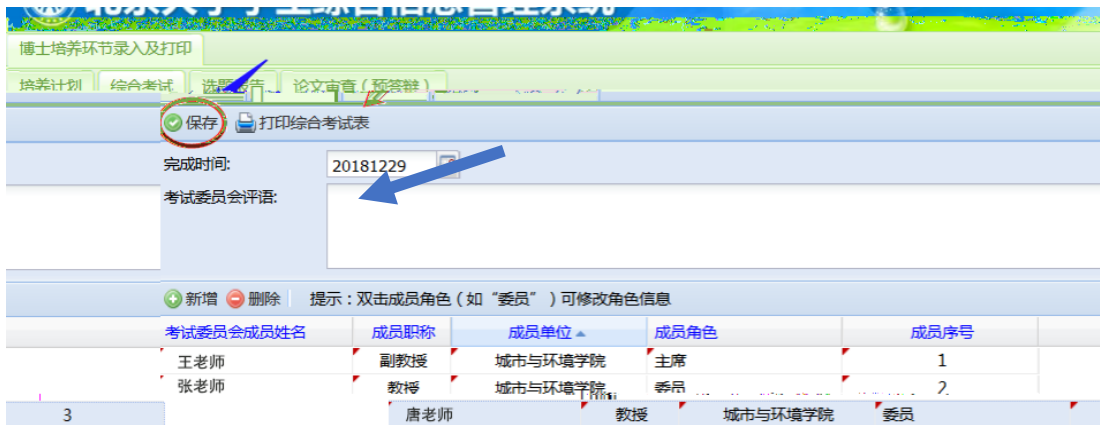 博士培养环节录入及打印
培养计划 综合考试 选题报告 论文审查（预答辩）
保存 打印综合考试表
完成时间: 20181229
考试委员会评语:
新增 删除 提示：双击成员角色（如“委员”）可修改角色信息
考试委员会成员姓名 成员职称 成员单位 成员角色 成员序号
王老师 副教授 城市与环境学院 主席 1
张老师 教授 城市与环境学院 委员 2
3 唐老师 教授 城市与环境学院 委员